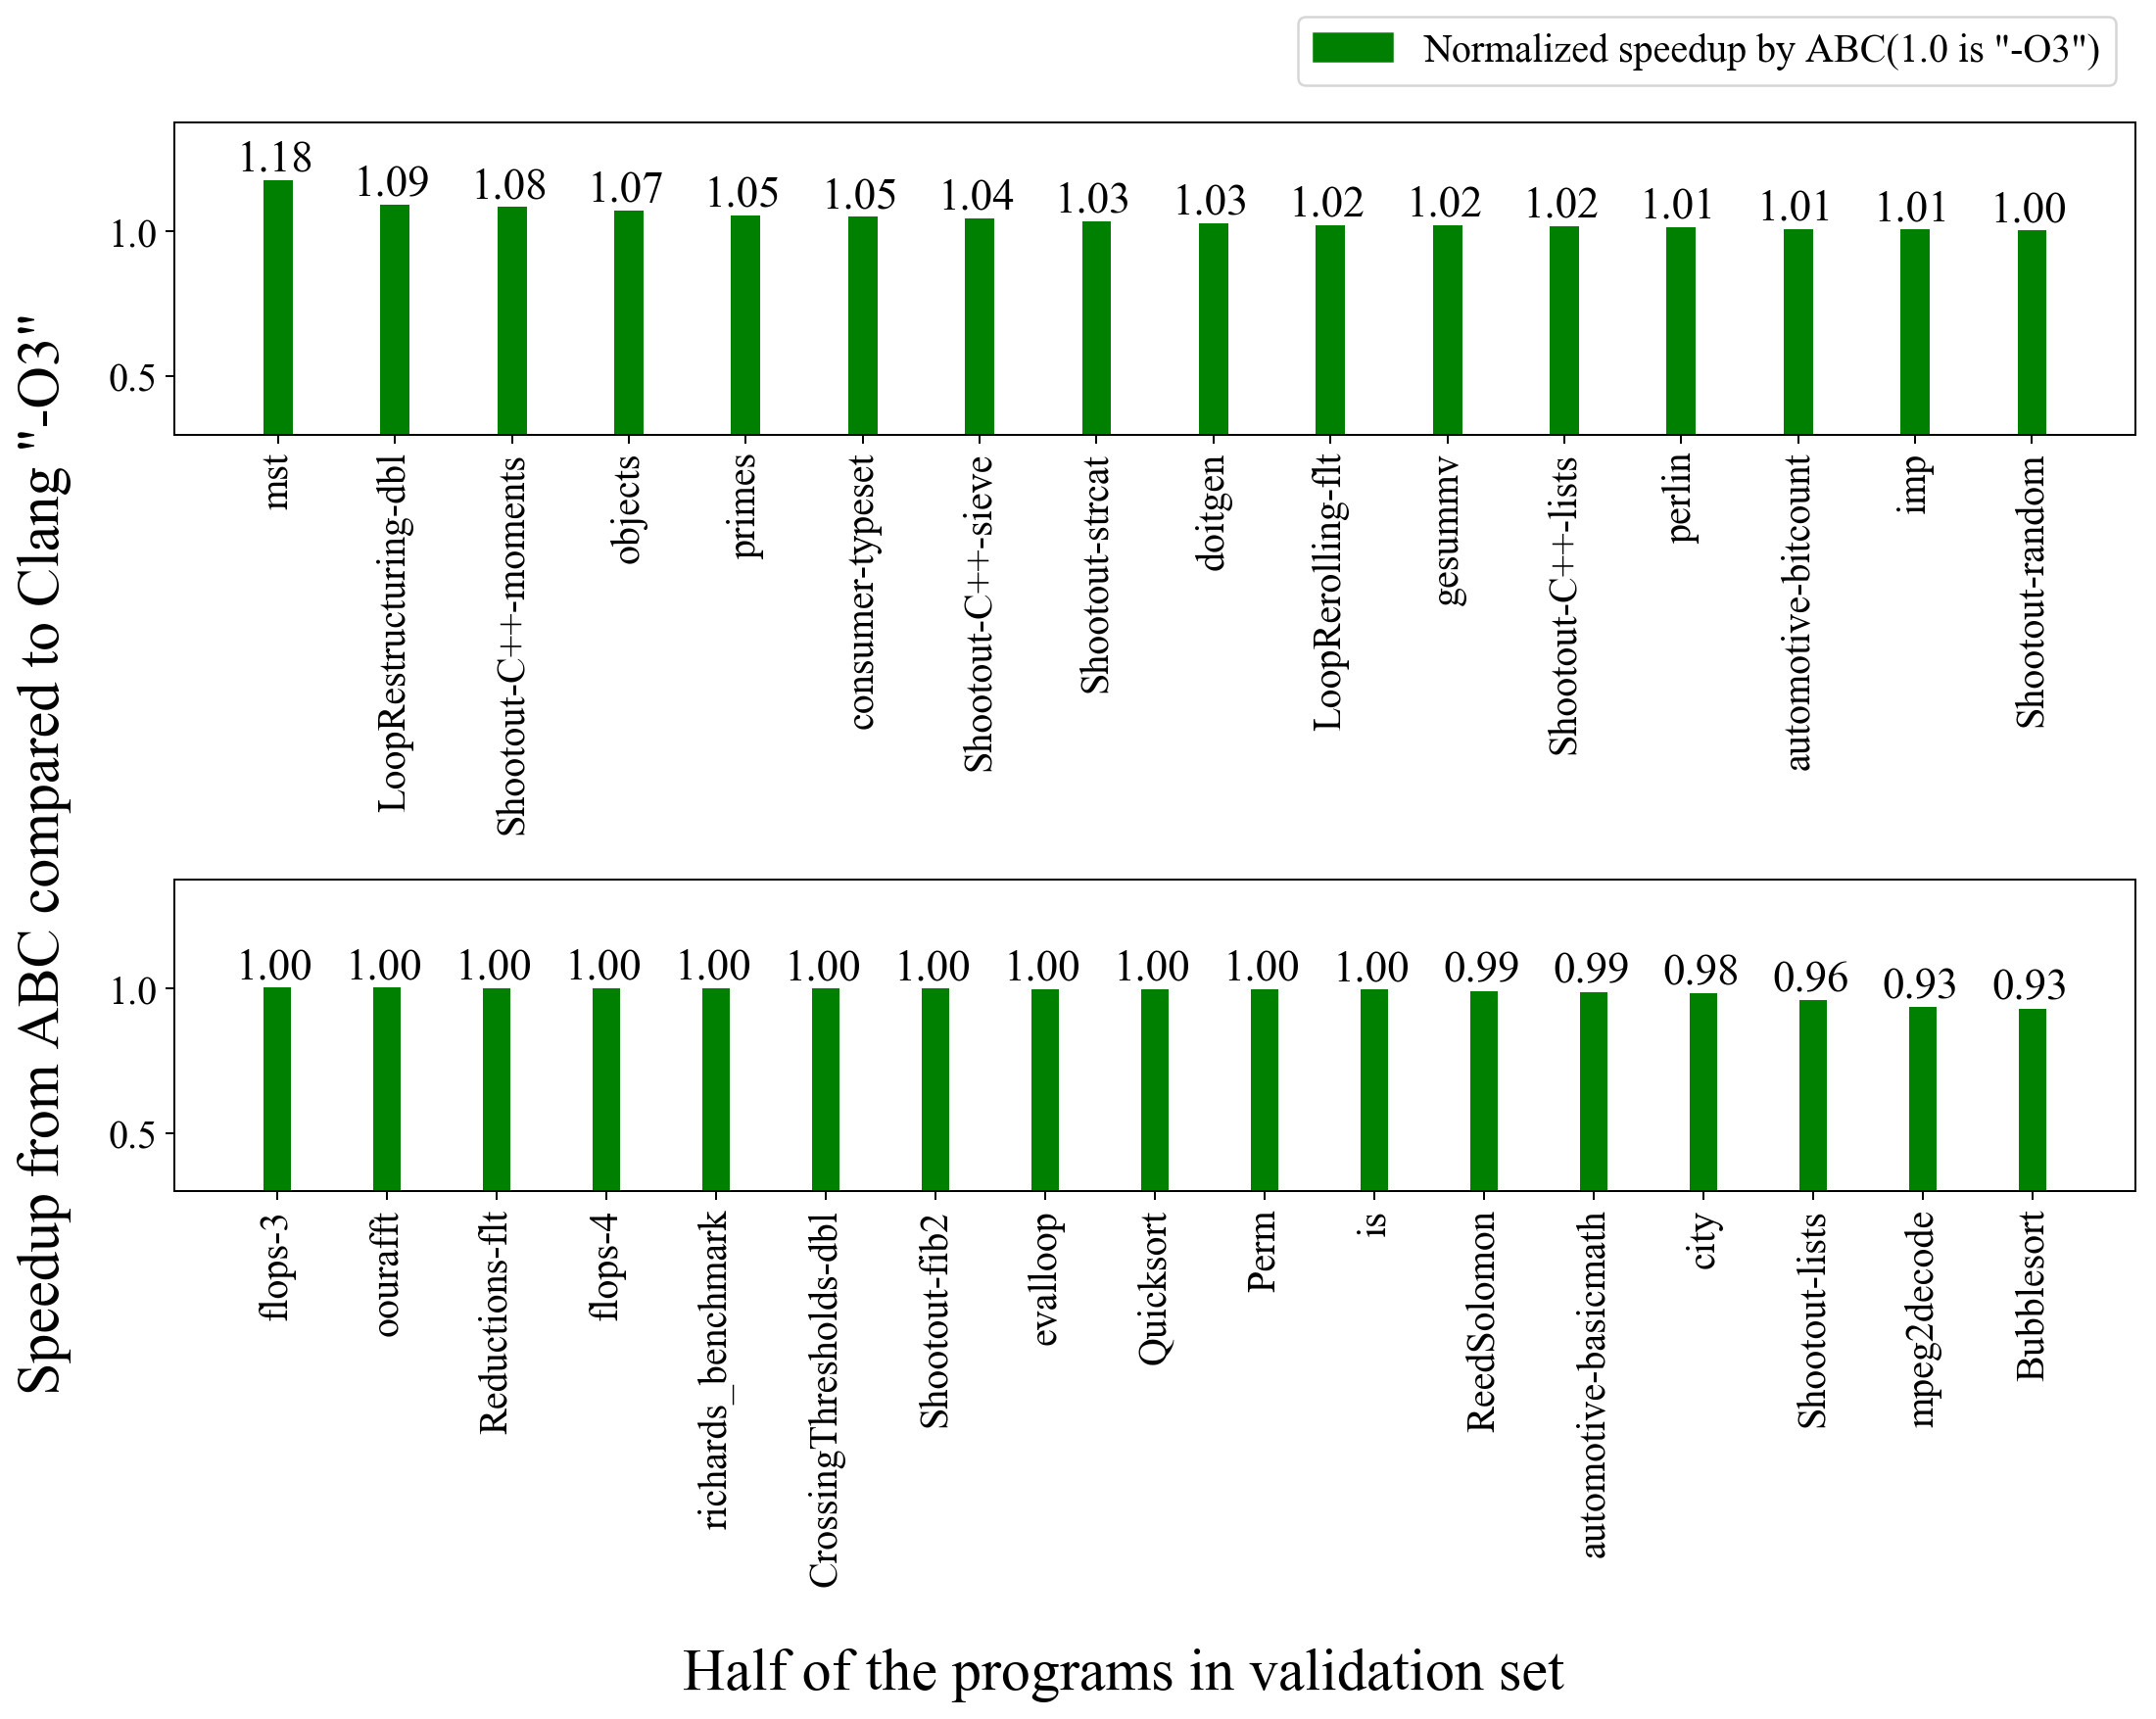 Normalized speedup by ABC(1.0 is "-O3")
Speedup from ABC compared to Clang "-O3"
1.18 1.09 1.08 1.07 1.05 1.05 1.04 1.03 1.03 1.02 1.02 1.02 1.01 1.01 1.01 1.00
1.0
0.5
mst
LoopRestructuring-dbl
Shootout-C++-moments
objects
primes
consumer-typeset
Shootout-C++-sieve
Shootout-strcat
doitgen
LoopRerolling-flt
gesummv
Shootout-C++-lists
perlin
automotive-bitcount
imp
Shootout-random
1.00 1.00 1.00 1.00 1.00 1.00 1.00 1.00 1.00 1.00 1.00 0.99 0.99 0.98 0.96 0.93 0.93
1.0
0.5
flops-3
oourafft
Reductions-flt
flops-4
richards_benchmark
CrossingThresholds-dbl
Shootout-fib2
evalloop
Quicksort
Perm
is
ReedSolomon
automotive-basicmath
city
Shootout-lists
mpeg2decode
Bubblesort
Half of the programs in validation set